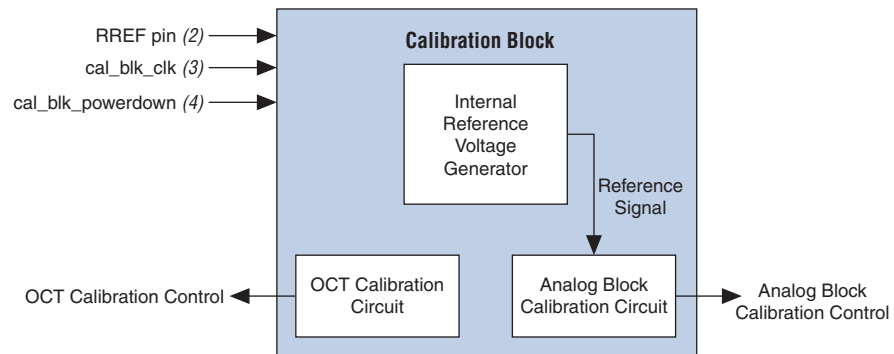 RREF pin (2)
cal_blk_clk (3)
cal_blk_powerdown (4)
Calibration Block
Internal
Reference
Voltage
Generator
Reference
Signal
OCT Calibration Control
OCT Calibration
Circuit
Analog Block
Calibration Circuit
Analog Block
Calibration Control